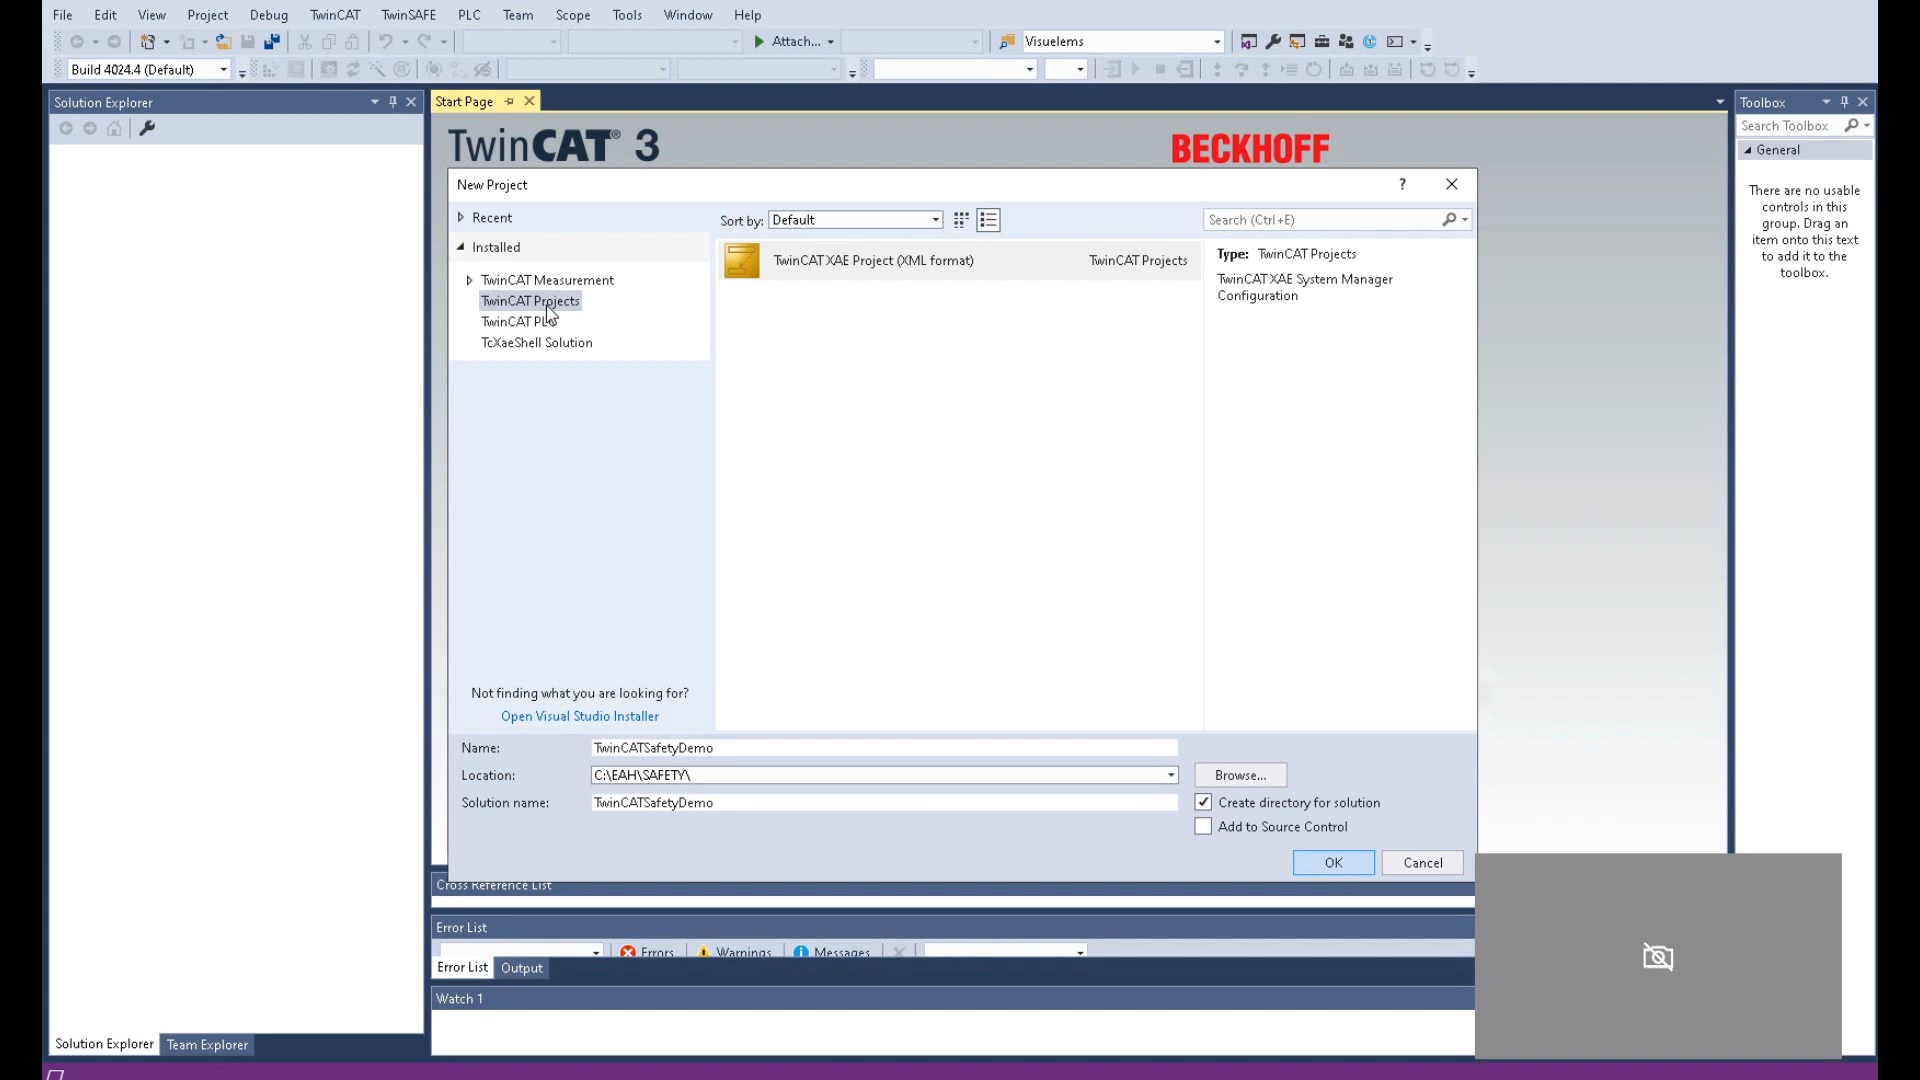 File Edit View Project Debug TwinCAT TwinSAFE PLC Team Scope Tools Window Help
Attach... Visuelems
Build 4024.4 (Default)
Solution Explorer
Start Page
Toolbox
Search Toolbox
General
There are no usable
controls in this
group. Drag an
item onto this text
to add it to the
toolbox.
TwinCAT® 3
BECKHOFF
New Project
?
Recent
Sort by: Default
Search (Ctrl+E)
Installed
TwinCAT Measurement
TwinCAT Projects
TwinCAT PLC
TcXaeShell Solution
TwinCAT XAE Project (XML format) TwinCAT Projects
Type: TwinCAT Projects
TwinCAT XAE System Manager
Configuration
Not finding what you are looking for?
Open Visual Studio Installer
Name: TwinCATSafetyDemo
Location: C:\EAH\SAFETY\
Browse...
Solution name: TwinCATSafetyDemo
Create directory for solution
Add to Source Control
OK Cancel
Cross Reference List
Error List
Errors Warnings Messages
Error List Output
Watch 1
Solution Explorer Team Explorer